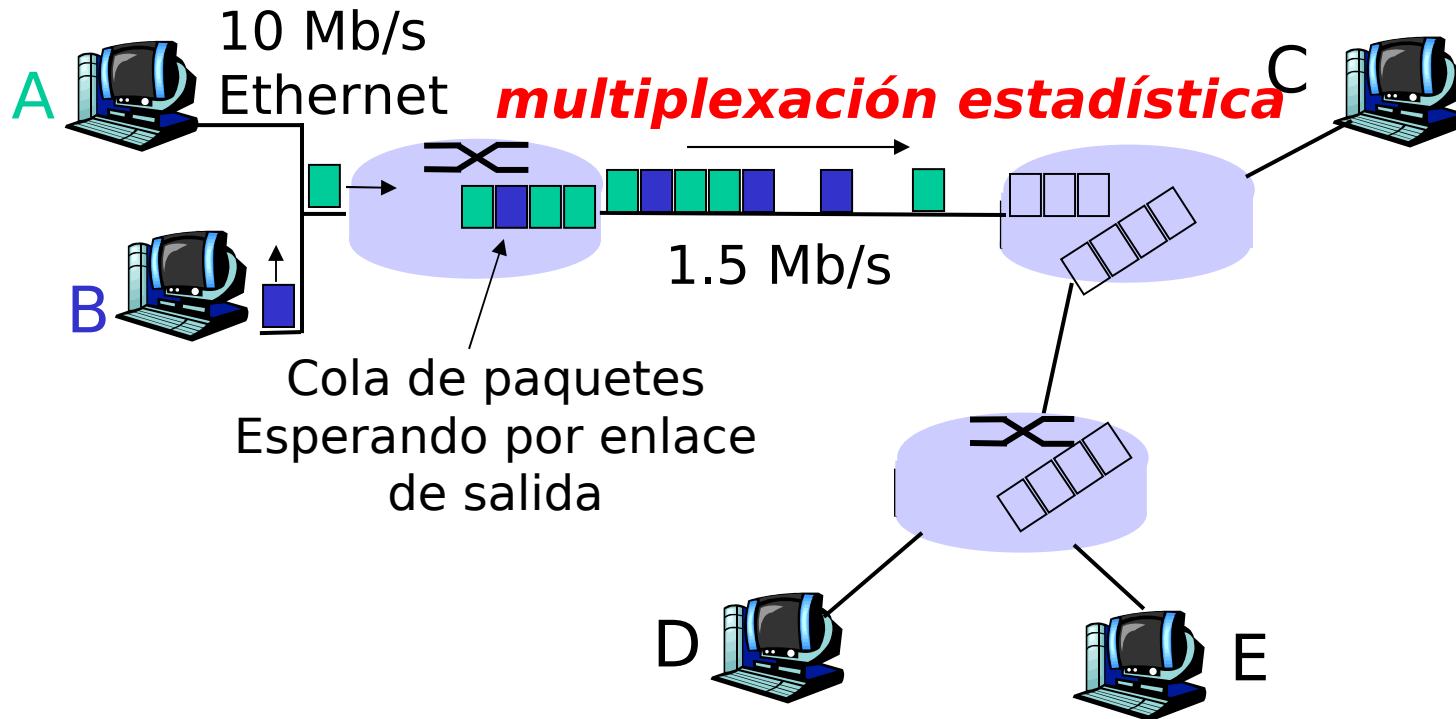 10 Mb/s
Ethernet
A
multiplexación estadística
C
1.5 Mb/s
B
Cola de paquetes
Esperando por enlace
de salida
D
E